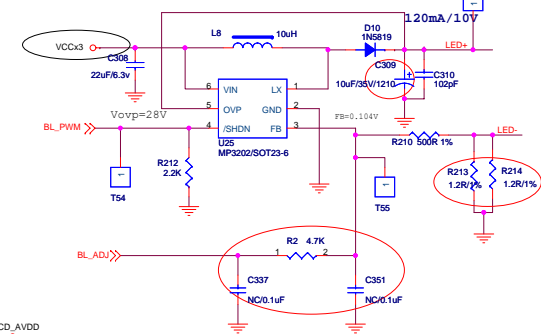 1
120mA/10V
D10
1N5819
L8
10uH
VCCx3
LED+
C308
22uF/6.3v
C309
10uF/35V/1210
C310
102pF
6
VIN
LX
1
5
OVP
GND
2
4
/SHDN
FB
3
Vovp=28V
FB=0.104V
BL_PWM
U25
MP3202/SOT23-6
LED-
R210
500R 1%
R212
2.2K
R213
1.2R/1%
R214
1.2R/1%
1
T54
1
T55
R2
4.7K
1
2
BL_ADJ
C337
NC/0.1uF
C351
NC/0.1uF
CD_AVDD